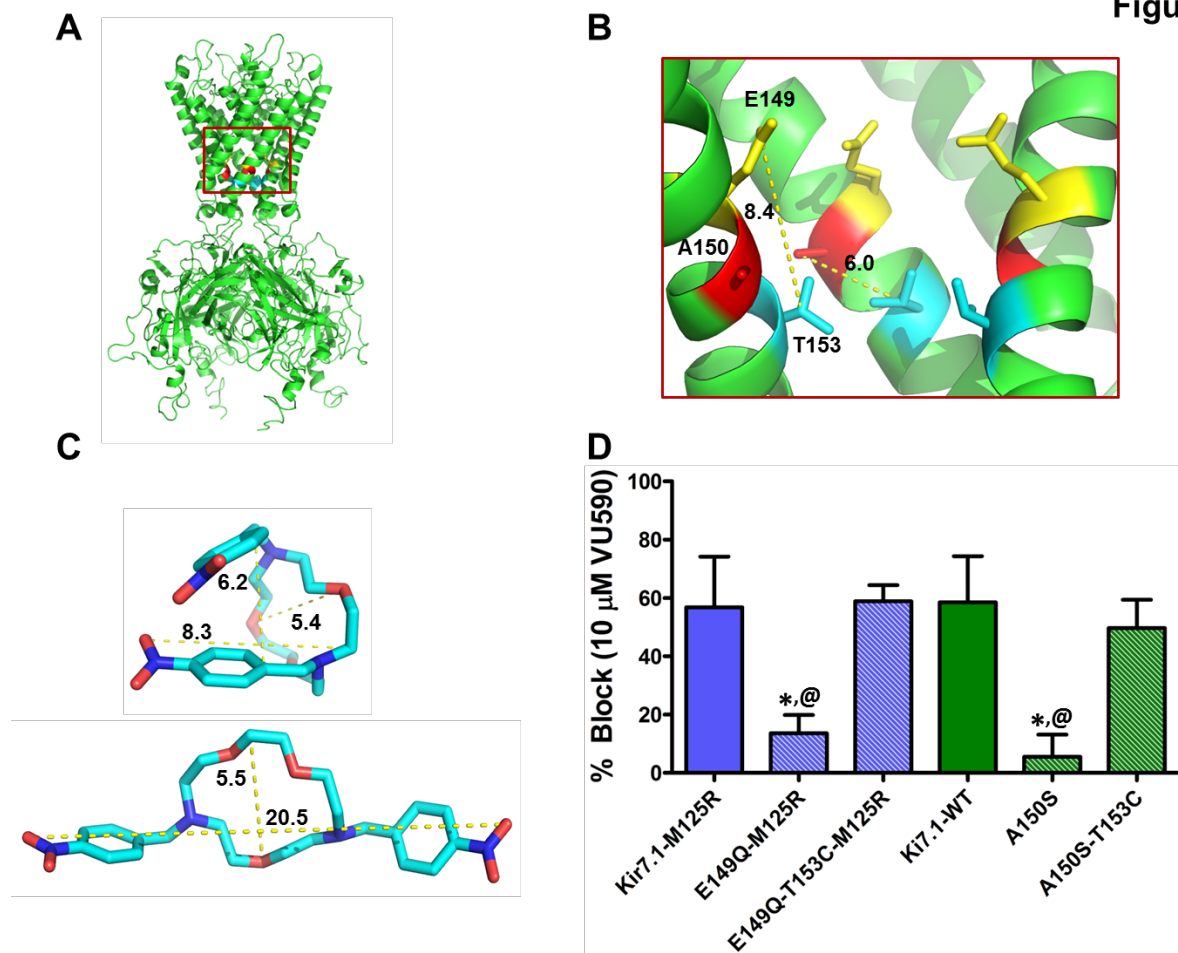 Figu
A
B
E149
8.4
A150
6.0
T153
C
D
6.2
5.4
8.3
5.5
20.5
% Block (10 μM VU590)
100
80
60
40
20
0
*,@
*,@
Kir7.1-M125R
E149Q-M125R
E149Q-T153C-M125R
Ki7.1-WT
A150S
A150S-T153C